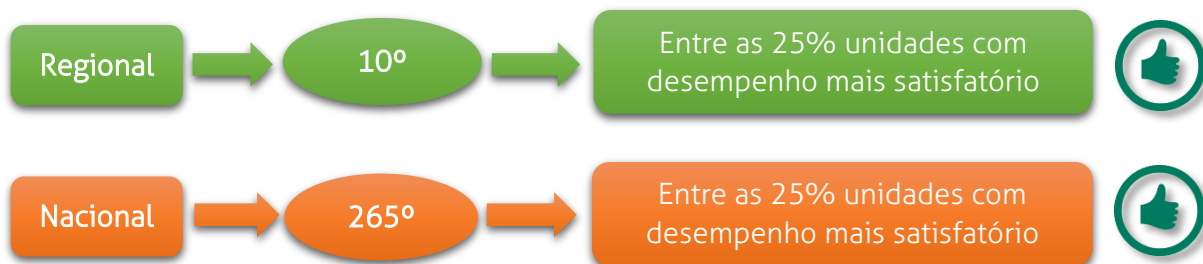 Regional
10º
Entre as 25% unidades com
desempenho mais satisfatório
Nacional
265º
Entre as 25% unidades com
desempenho mais satisfatório